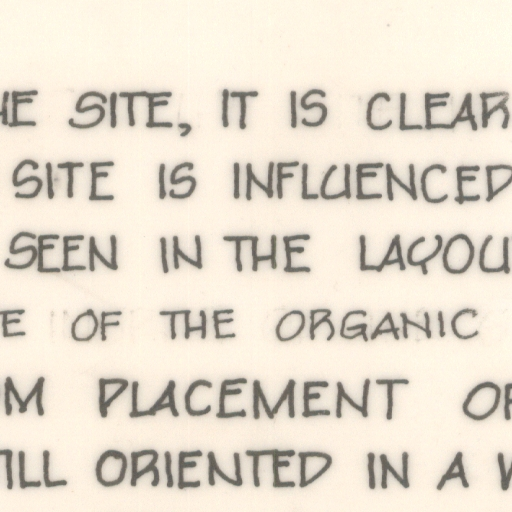 HE SITE, IT IS CLEAR
SITE IS INFLUENCED
SEEN IN THE LAYOU
E OF THE ORGANIC
OM PLACEMENT OF
ILL ORIENTED IN A W